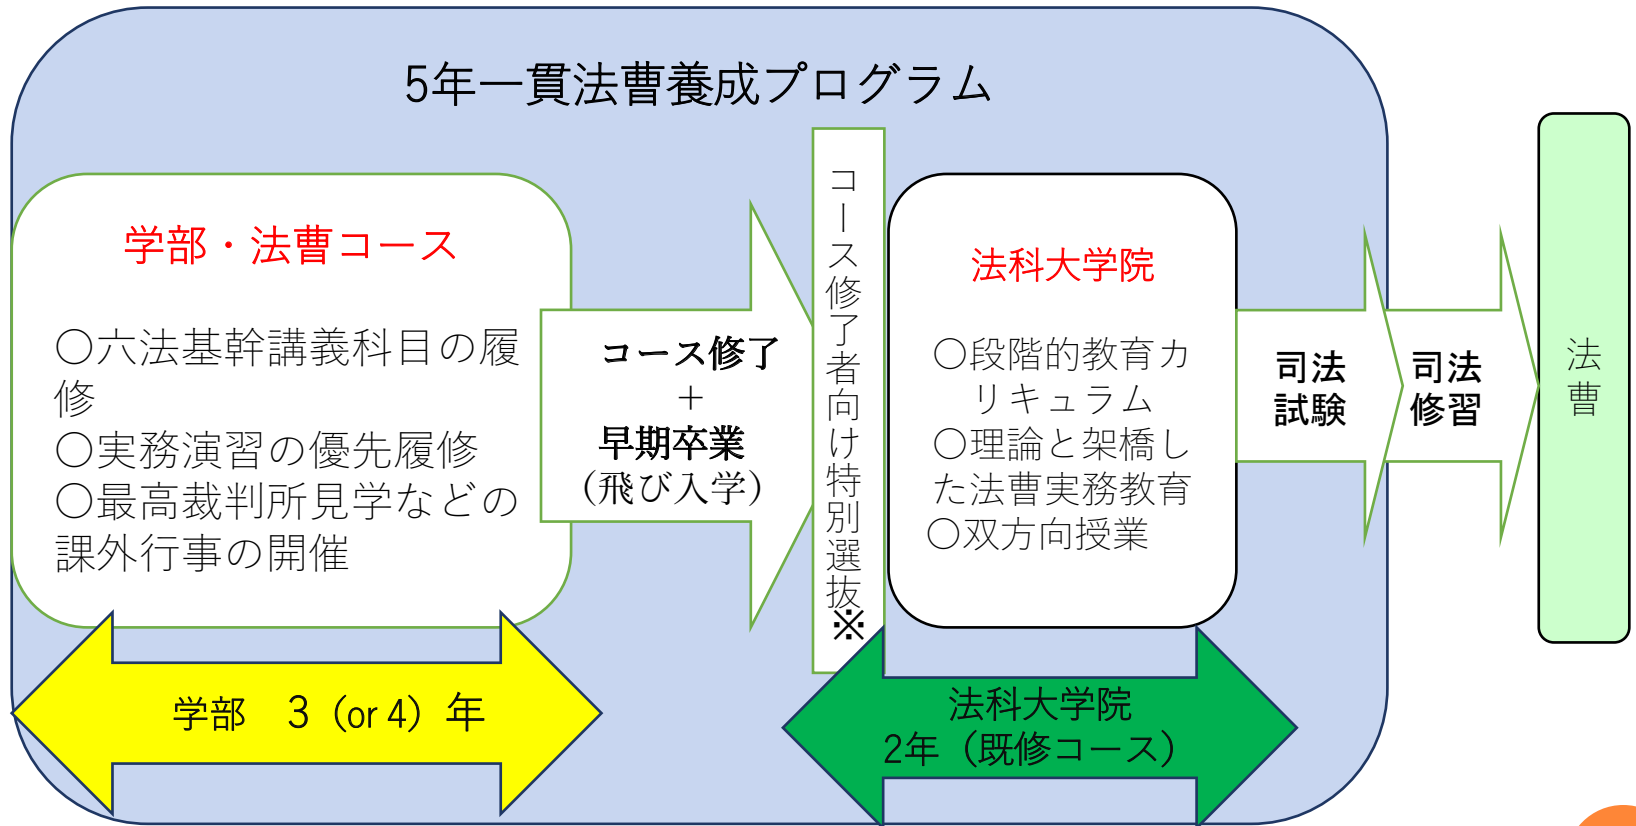 5年一貫法曹養成プログラム
学部・法曹コース
〇六法基幹講義科目の履
修
〇実務演習の優先履修
〇最高裁判所見学などの
課外行事の開催
コース修了
＋
早期卒業
（飛び入学）
コース修了者向け特別選抜※
法科大学院
〇段階的教育カ
リキュラム
〇理論と架橋し
た法曹実務教育
〇双方向授業
司法
試験
司法
修習
法曹
学部　３（or 4）年
法科大学院
2年（既修コース）